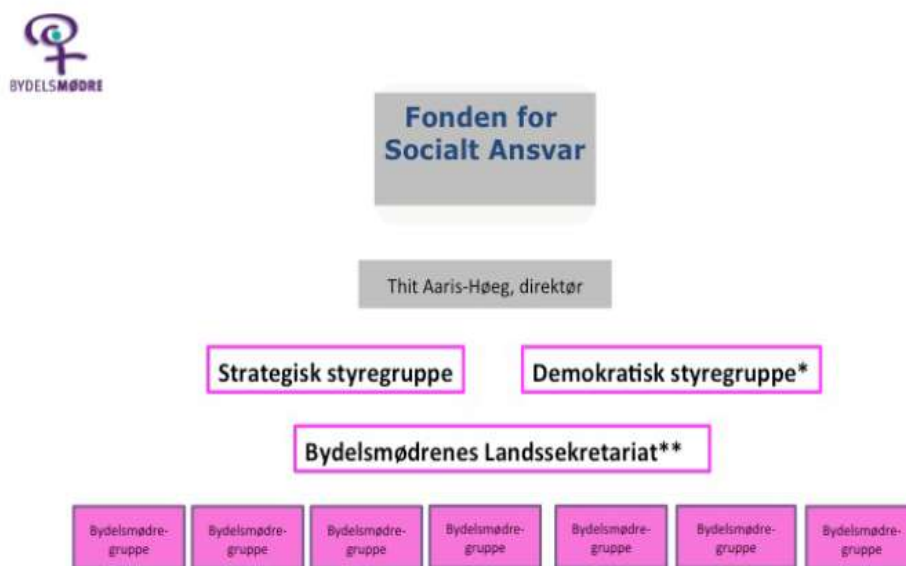 BYDELSMØDRE
Fonden for
Socialt Ansvar
Thit Aaris-Høeg, direktør
Strategisk styregruppe
Demokratisk styregruppe*
Bydelsmødrenes Landssekretariat**
Bydelsmødre-
gruppe
Bydelsmødre-
gruppe
Bydelsmødre-
gruppe
Bydelsmødre-
gruppe
Bydelsmødre-
gruppe
Bydelsmødre-
gruppe
Bydelsmødre-
gruppe